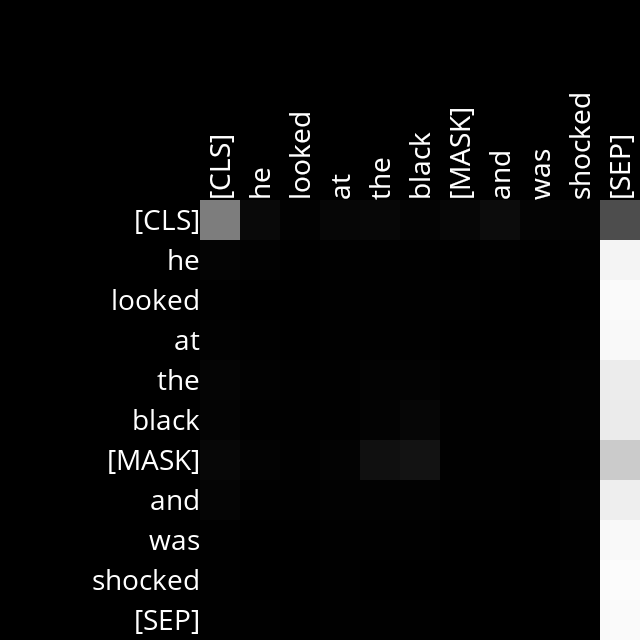 [CLS]
he
looked
at
the
black
[MASK]
and
was
shocked
[SEP]
[CLS]
he
looked
at
the
black
[MASK]
and
was
shocked
[SEP]